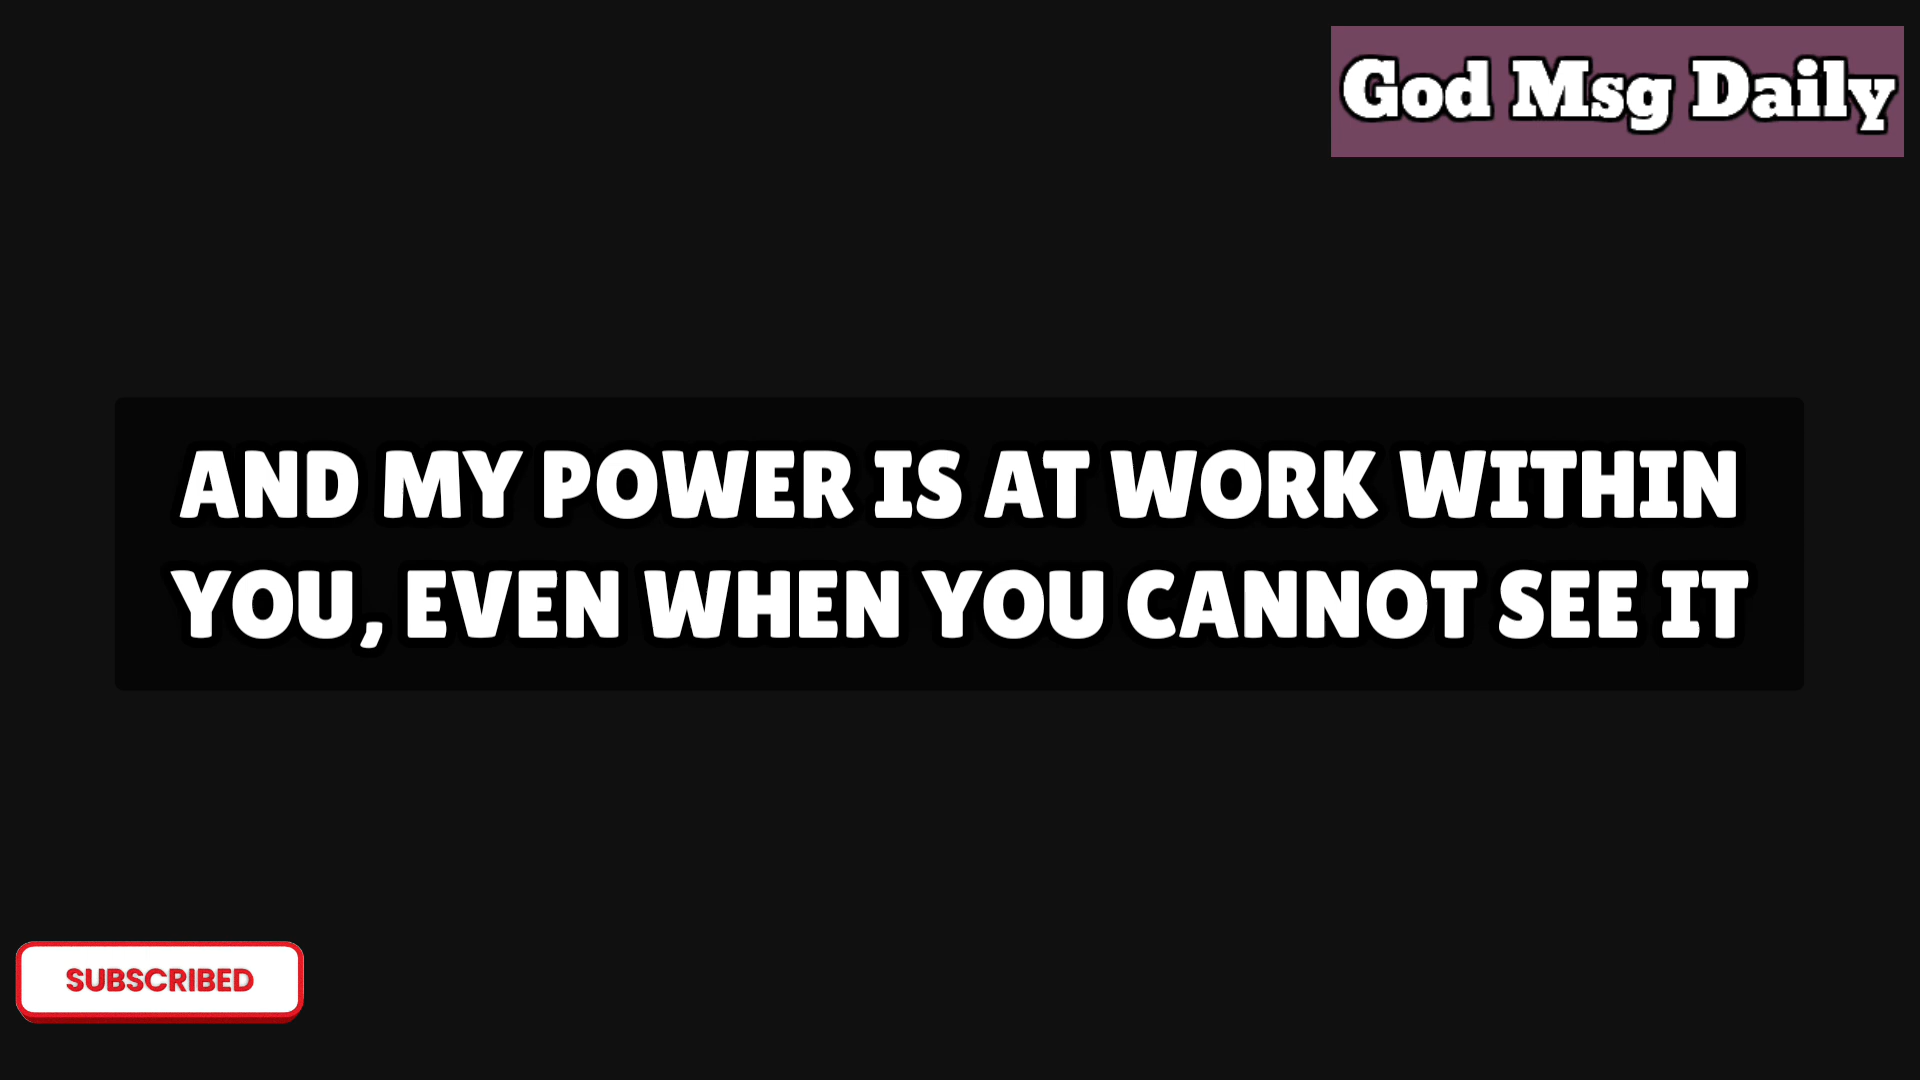 God Msg Daily
AND MY POWER IS AT WORK WITHIN
YOU, EVEN WHEN YOU CANNOT SEE IT
SUBSCRIBED